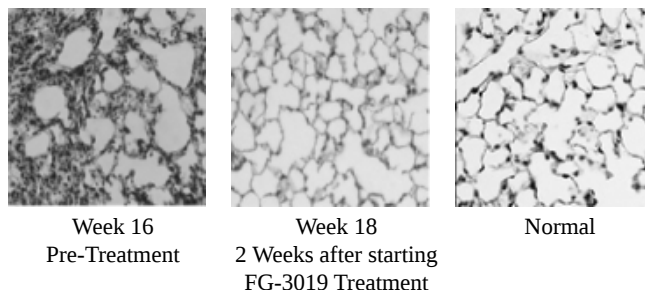 Week 16
Pre-Treatment
Week 18
2 Weeks after starting
FG-3019 Treatment
Normal